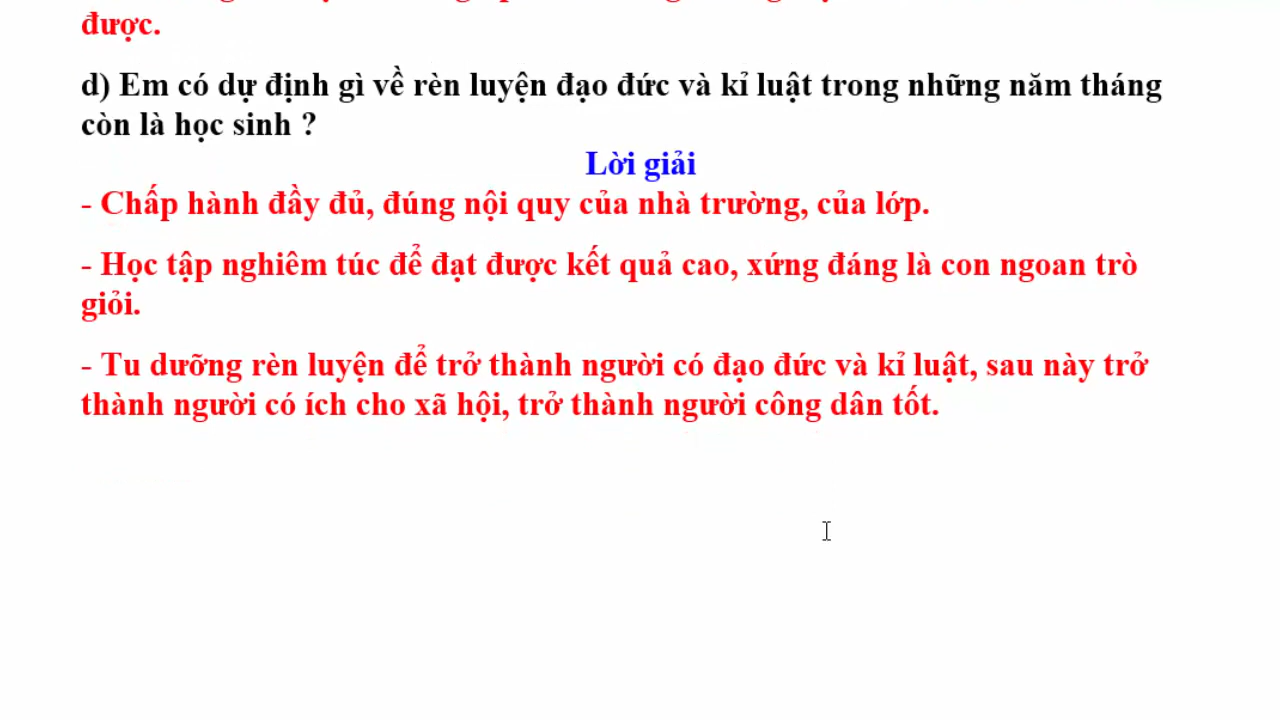 được.
d) Em có dự định gì về rèn luyện đạo đức và kỉ luật trong những năm tháng
còn là học sinh ?
Lời giải
- Chấp hành đầy đủ, đúng nội quy của nhà trường, của lớp.
- Học tập nghiêm túc để đạt được kết quả cao, xứng đáng là con ngoan trò
giỏi.
- Tu dưỡng rèn luyện để trở thành người có đạo đức và kỉ luật, sau này trở
thành người có ích cho xã hội, trở thành người công dân tốt.